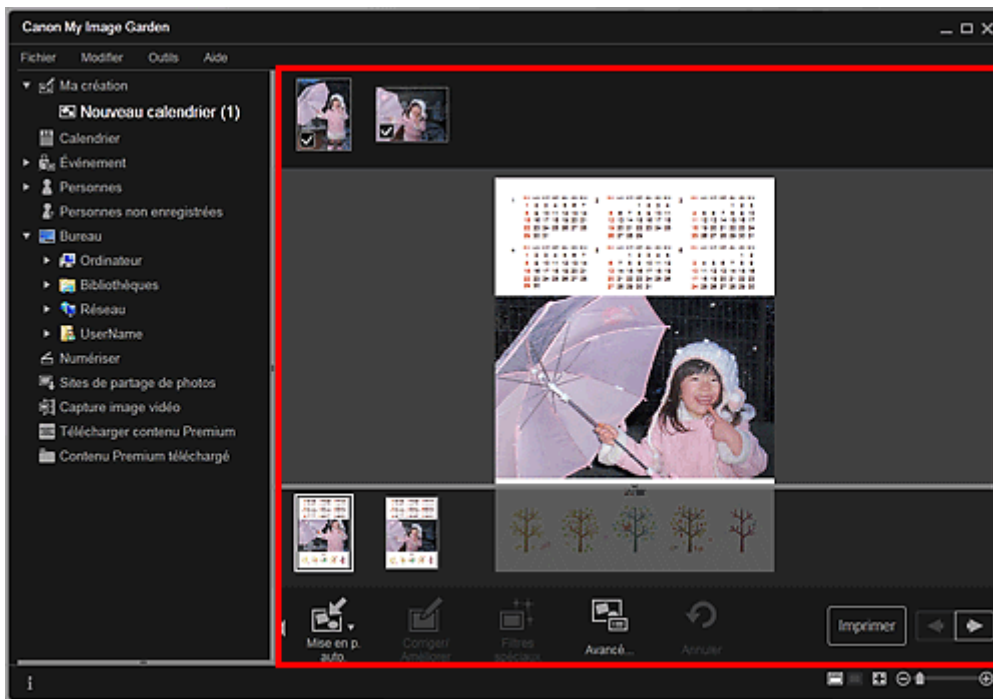 Canon My Image Garden
Fichier Modifier Outils Aide
Ma création
Nouveau calendrier (1)
Calendrier
Événement
Personnes
Personnes non enregistrées
Bureau
Ordinateur
Bibliothèques
Réseau
UserName
Numériser
Sites de partage de photos
Capture image vidéo
Télécharger contenu Premium
Contenu Premium téléchargé
Mise en p. auto.
Corriger/Améliorer
Filtres spéciaux
Avancé...
Annuler
Imprimer